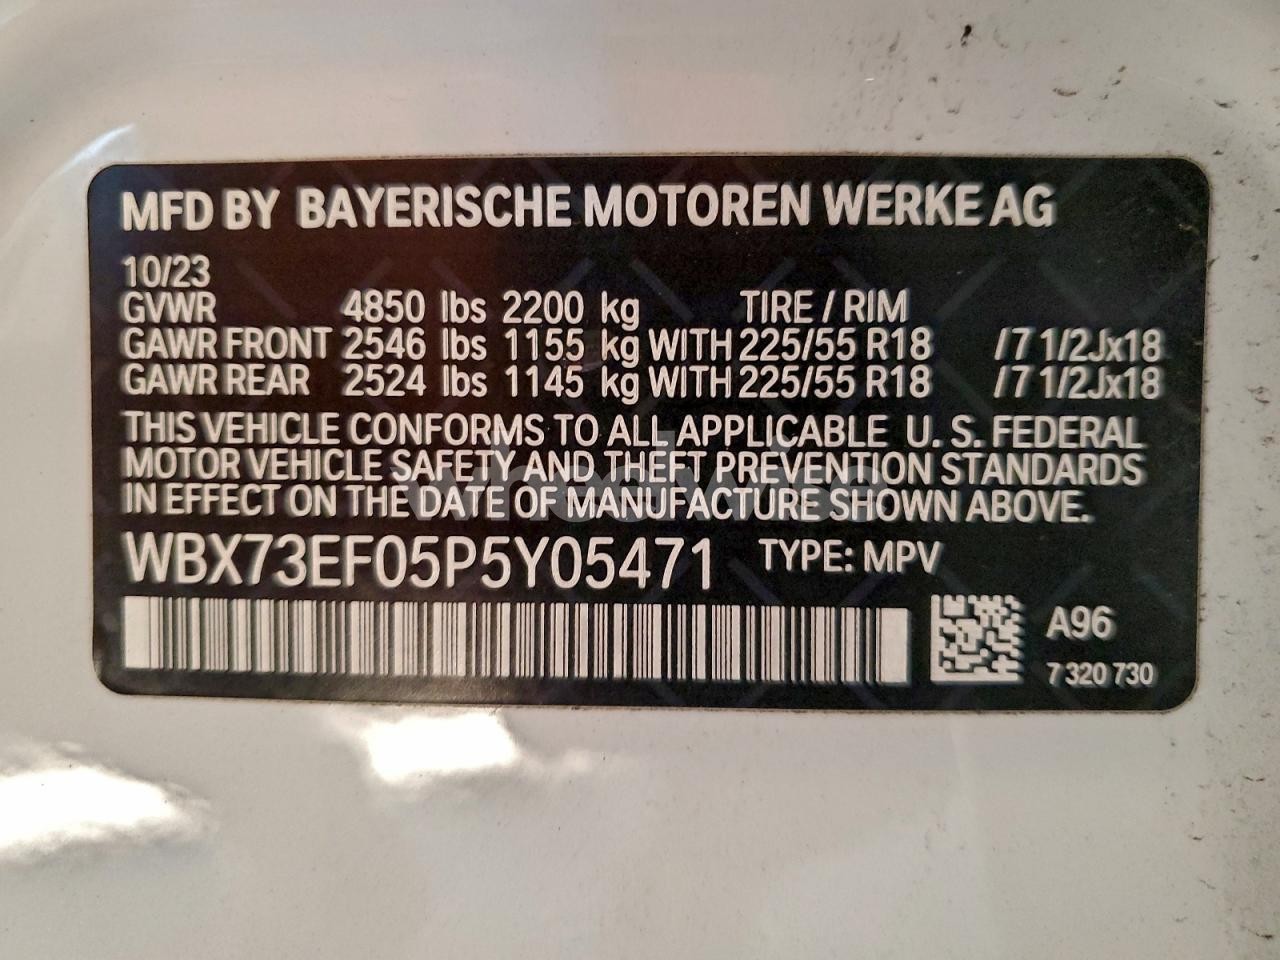 MFD BY BAYERISCHE MOTOREN WERKE AG
10/23
GVWR 4850 lbs 2200 kg TIRE / RIM
GAWR FRONT 2546 lbs 1155 kg WITH 225/55 R18 /7 1/2Jx18
GAWR REAR 2524 lbs 1145 kg WITH 225/55 R18 /7 1/2Jx18
THIS VEHICLE CONFORMS TO ALL APPLICABLE U. S. FEDERAL
MOTOR VEHICLE SAFETY AND THEFT PREVENTION STANDARDS
IN EFFECT ON THE DATE OF MANUFACTURE SHOWN ABOVE.
WBX73EF05P5Y05471 TYPE: MPV
A96
7 320 730